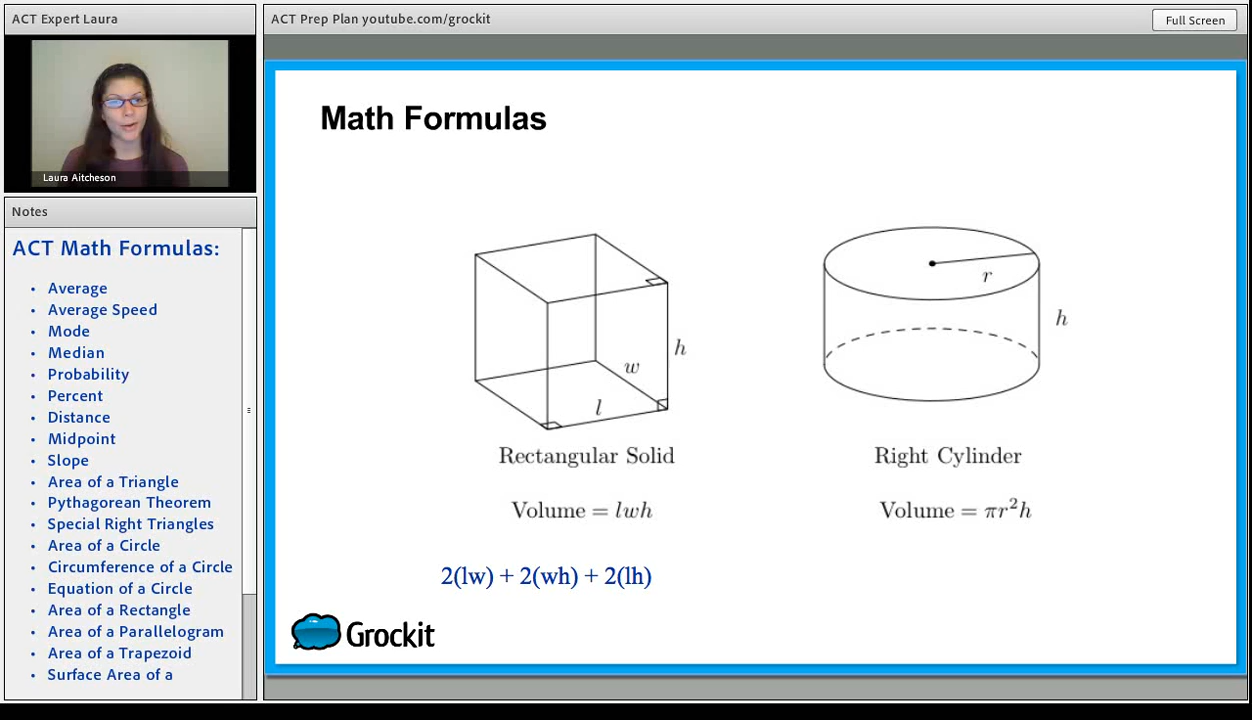 ACT Expert Laura
Laura Aitcheson
Notes
ACT Math Formulas:
• Average
• Average Speed
• Mode
• Median
• Probability
• Percent
• Distance
• Midpoint
• Slope
• Area of a Triangle
• Pythagorean Theorem
• Special Right Triangles
• Area of a Circle
• Circumference of a Circle
• Equation of a Circle
• Area of a Rectangle
• Area of a Parallelogram
• Area of a Trapezoid
• Surface Area of a
ACT Prep Plan youtube.com/grockit
Full Screen
Math Formulas
h
w
l
Rectangular Solid
Volume = lwh
2(lw) + 2(wh) + 2(lh)
r
h
Right Cylinder
Volume = πr²h
Grockit